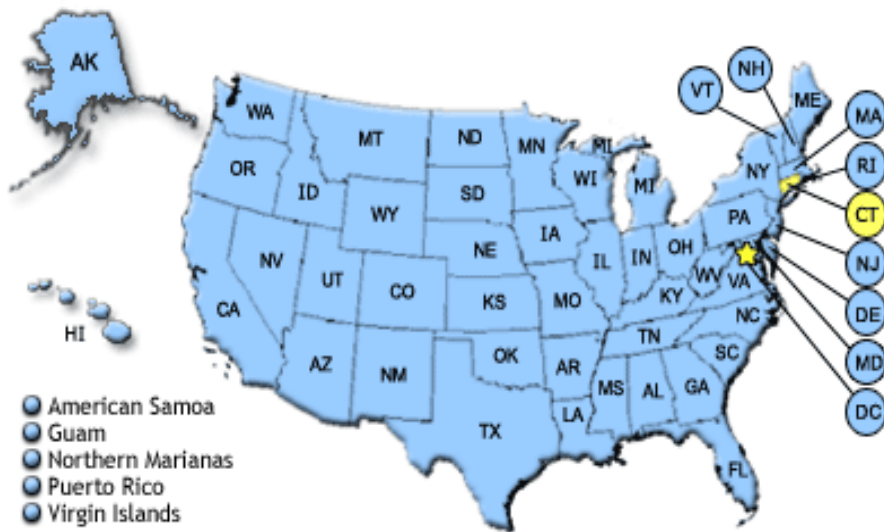 AK
WA
OR
CA
NV
ID
MT
WY
UT
AZ
CO
NM
ND
SD
NE
KS
OK
TX
MN
IA
MO
AR
LA
WI
IL
MI
MI
IN
OH
KY
TN
MS
AL
GA
FL
SC
NC
VA
WV
PA
NY
ME
VT
NH
MA
RI
CT
NJ
DE
MD
DC
HI
American Samoa
Guam
Northern Marianas
Puerto Rico
Virgin Islands